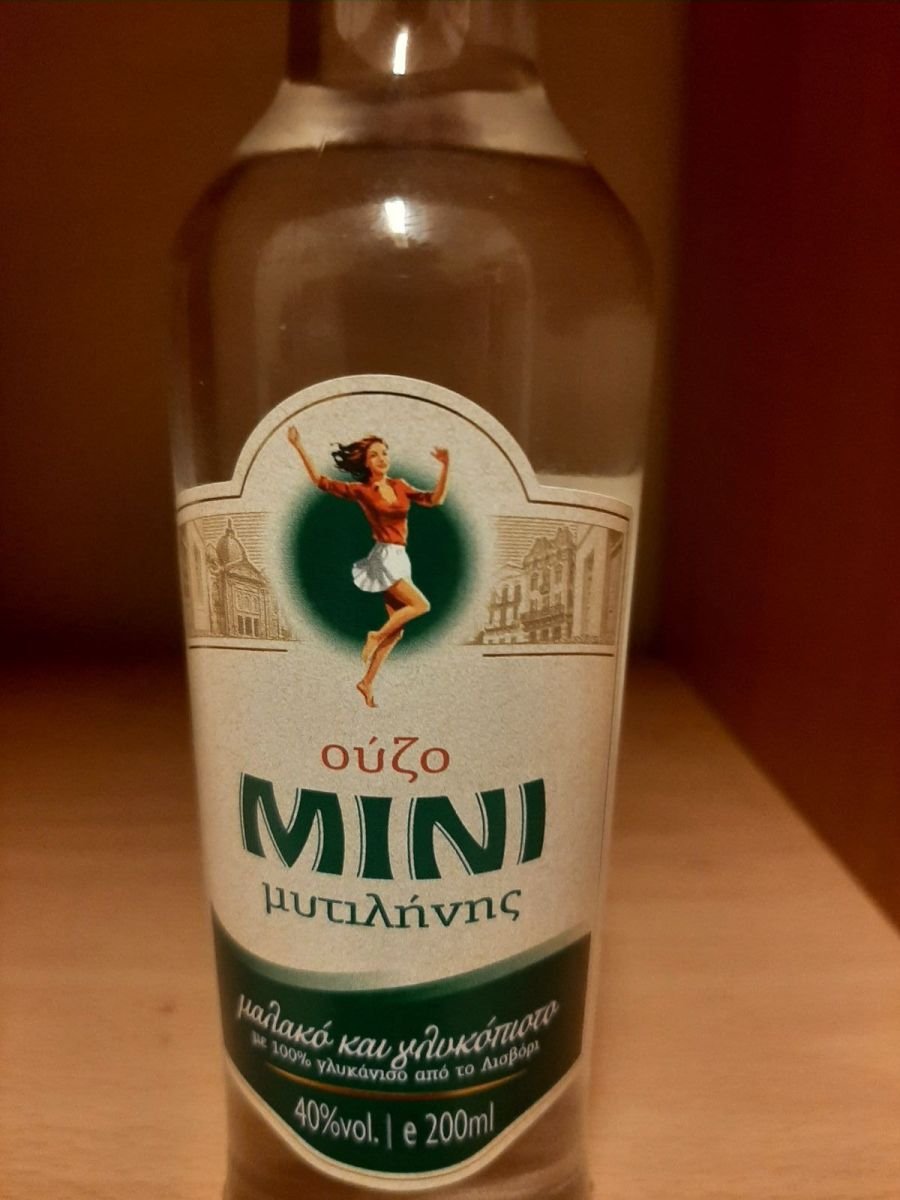 ούζο
MINI
μυτιλήνης
μαλακό και γλυκόπιοτο
με 100% γλυκάνισο από το Λισβόρι
40%vol. | e 200ml